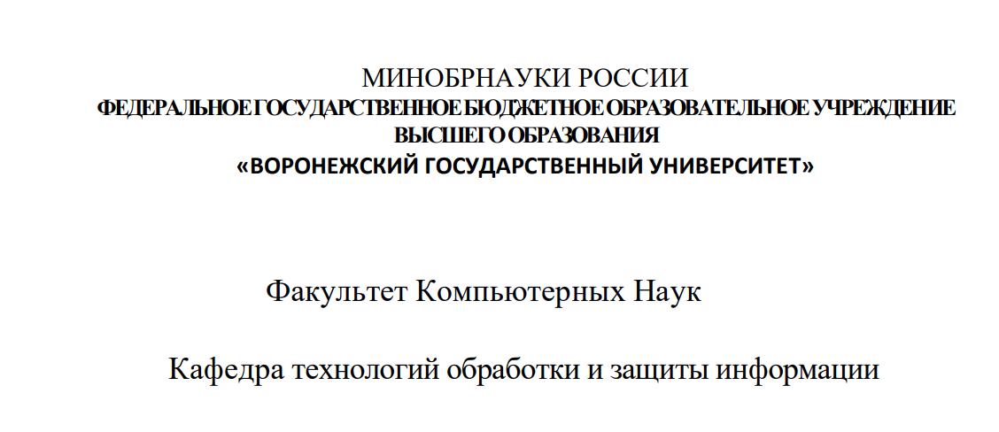 МИНОБРНАУКИ РОССИИ
ФЕДЕРАЛЬНОЕ ГОСУДАРСТВЕННОЕ БЮДЖЕТНОЕ ОБРАЗОВАТЕЛЬНОЕ УЧРЕЖДЕНИЕ
ВЫСШЕГО ОБРАЗОВАНИЯ
«ВОРОНЕЖСКИЙ ГОСУДАРСТВЕННЫЙ УНИВЕРСИТЕТ»
Факультет Компьютерных Наук
Кафедра технологий обработки и защиты информации